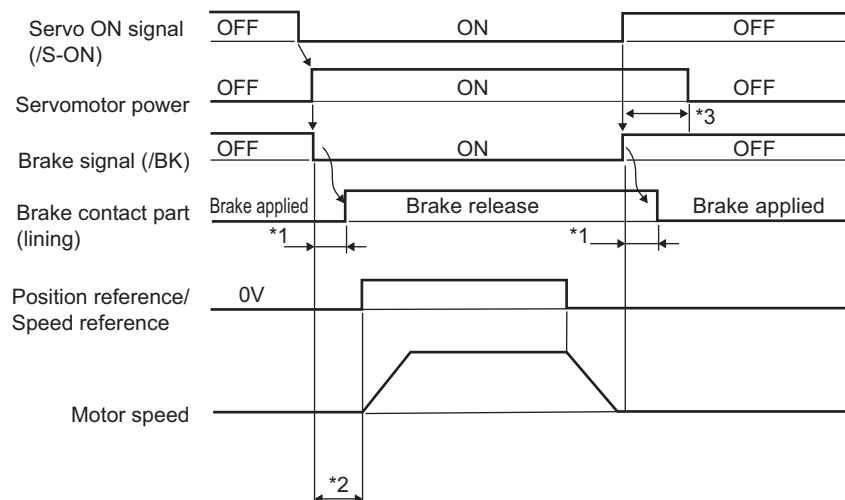 Servo ON signal
(/S-ON)
OFF
ON
OFF
Servomotor power
OFF
ON
*3
OFF
Brake signal (/BK)
OFF
ON
OFF
Brake contact part
(lining)
Brake applied
Brake release
Brake applied
*1
*1
Position reference/
Speed reference
0V
Motor speed
*2